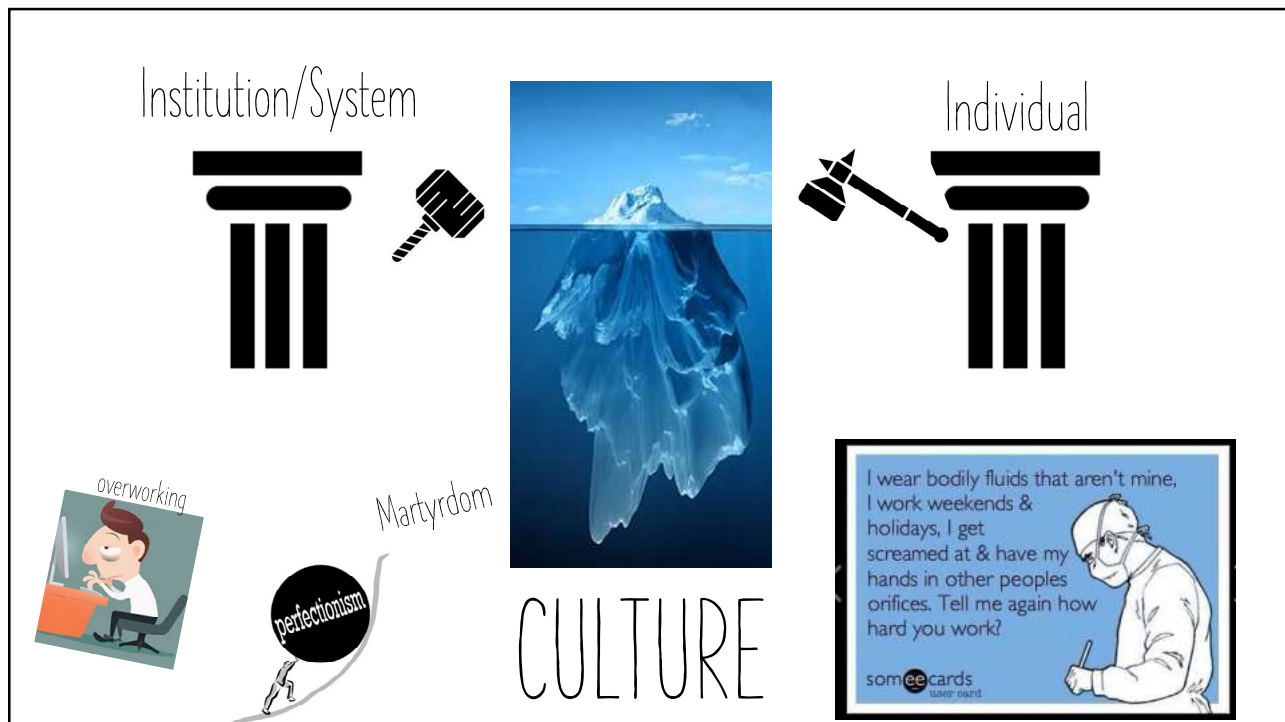 Institution/System
Individual
overworking
Martyrdom
perfectionism
CULTURE
I wear bodily fluids that aren't mine,
I work weekends &
holidays, I get
screamed at & have my
hands in other peoples
orifices. Tell me again how
hard you work?
someecards
user card